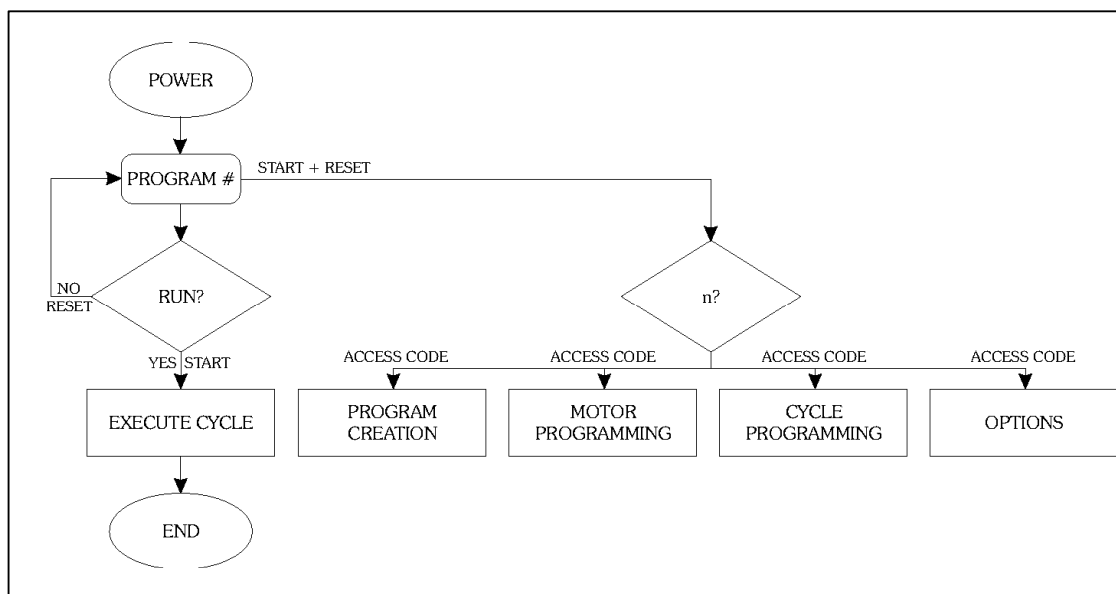 POWER
PROGRAM #
START + RESET
RUN?
NO
RESET
YES START
EXECUTE CYCLE
END
n?
ACCESS CODE
ACCESS CODE
ACCESS CODE
ACCESS CODE
PROGRAM
CREATION
MOTOR
PROGRAMMING
CYCLE
PROGRAMMING
OPTIONS